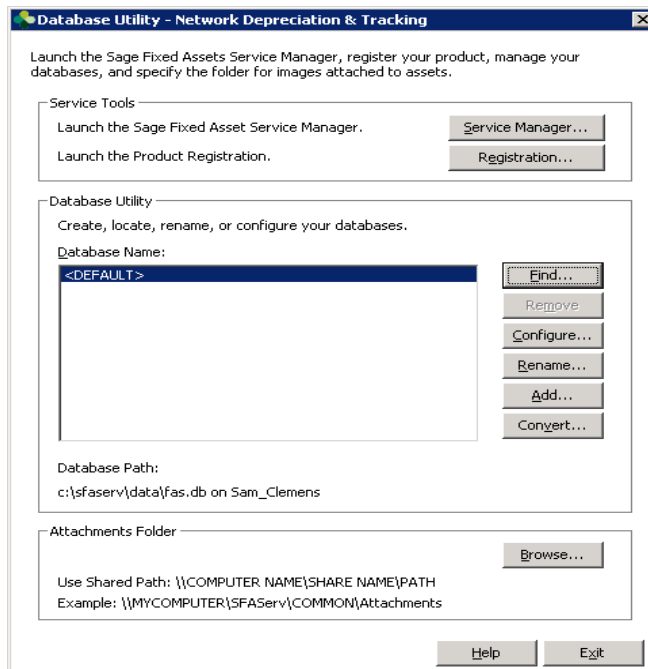 Database Utility - Network Depreciation & Tracking
Launch the Sage Fixed Assets Service Manager, register your product, manage your
databases, and specify the folder for images attached to assets.
Service Tools
Launch the Sage Fixed Asset Service Manager.
Service Manager...
Launch the Product Registration.
Registration...
Database Utility
Create, locate, rename, or configure your databases.
Database Name:
<DEFAULT>
Find...
Remove
Configure...
Rename...
Add...
Convert...
Database Path:
c:\sfaserv\data\fas.db on Sam_Clemens
Attachments Folder
Browse...
Use Shared Path: \\COMPUTER NAME\SHARE NAME\PATH
Example: \\MYCOMPUTER\SFAServ\COMMON\Attachments
Help
Exit